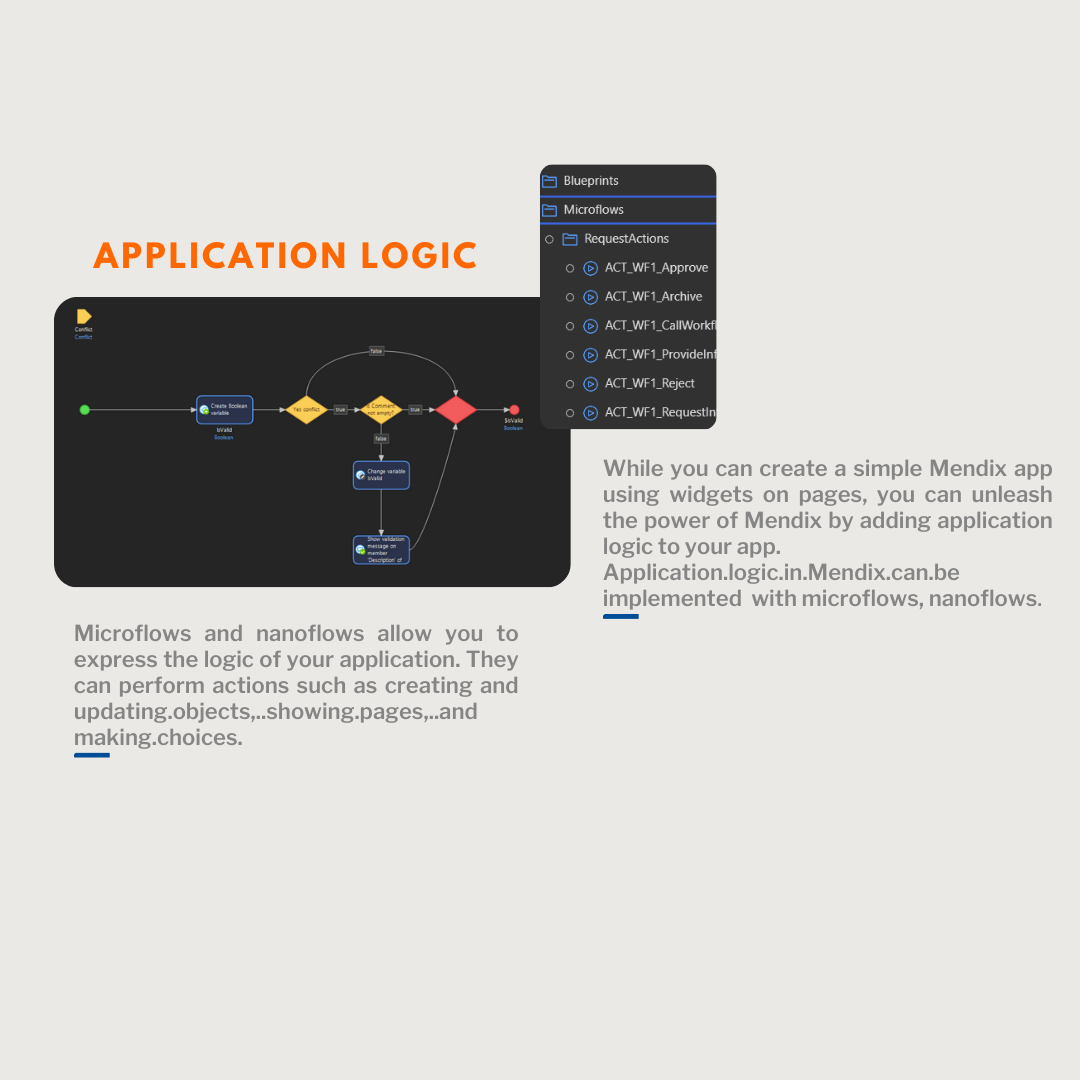 APPLICATION LOGIC
Blueprints
Microflows
RequestActions
ACT_WF1_Approve
ACT_WF1_Archive
ACT_WF1_CallWorkfl
ACT_WF1_ProvideInf
ACT_WF1_Reject
ACT_WF1_RequestIn
Conflict
Conflict
false
Create Boolean
variable
IsValid
Boolean
Yes conflict
true
Is Comment
not empty?
true
$IsValid
Boolean
false
Change variable
IsValid
Show validation
message on
member
'Description' of
While you can create a simple Mendix app
using widgets on pages, you can unleash
the power of Mendix by adding application
logic to your app.
Application.logic.in.Mendix.can.be
implemented with microflows, nanoflows.
Microflows and nanoflows allow you to
express the logic of your application. They
can perform actions such as creating and
updating.objects,..showing.pages,..and
making.choices.